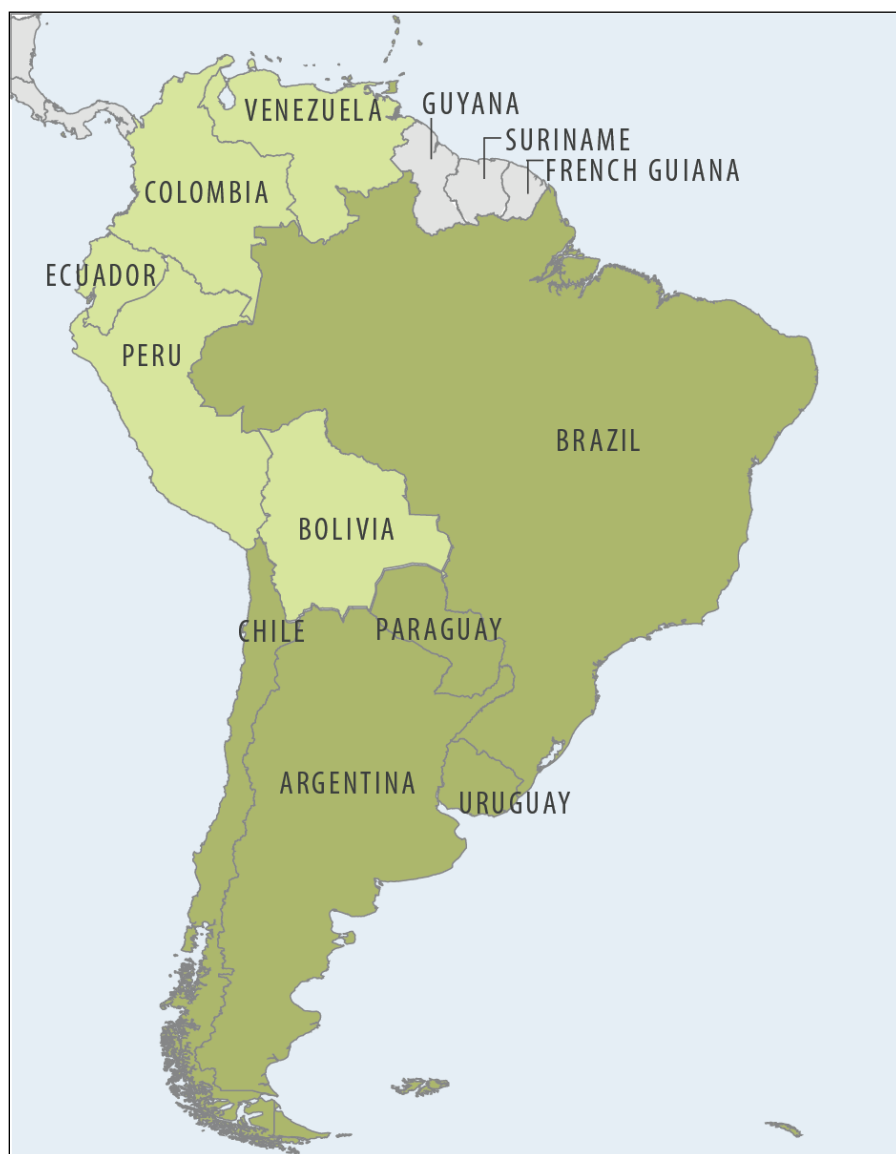 VENEZUELA
GUYANA
SURINAME
FRENCH GUIANA
COLOMBIA
ECUADOR
PERU
BRAZIL
BOLIVIA
CHILE
PARAGUAY
ARGENTINA
URUGUAY